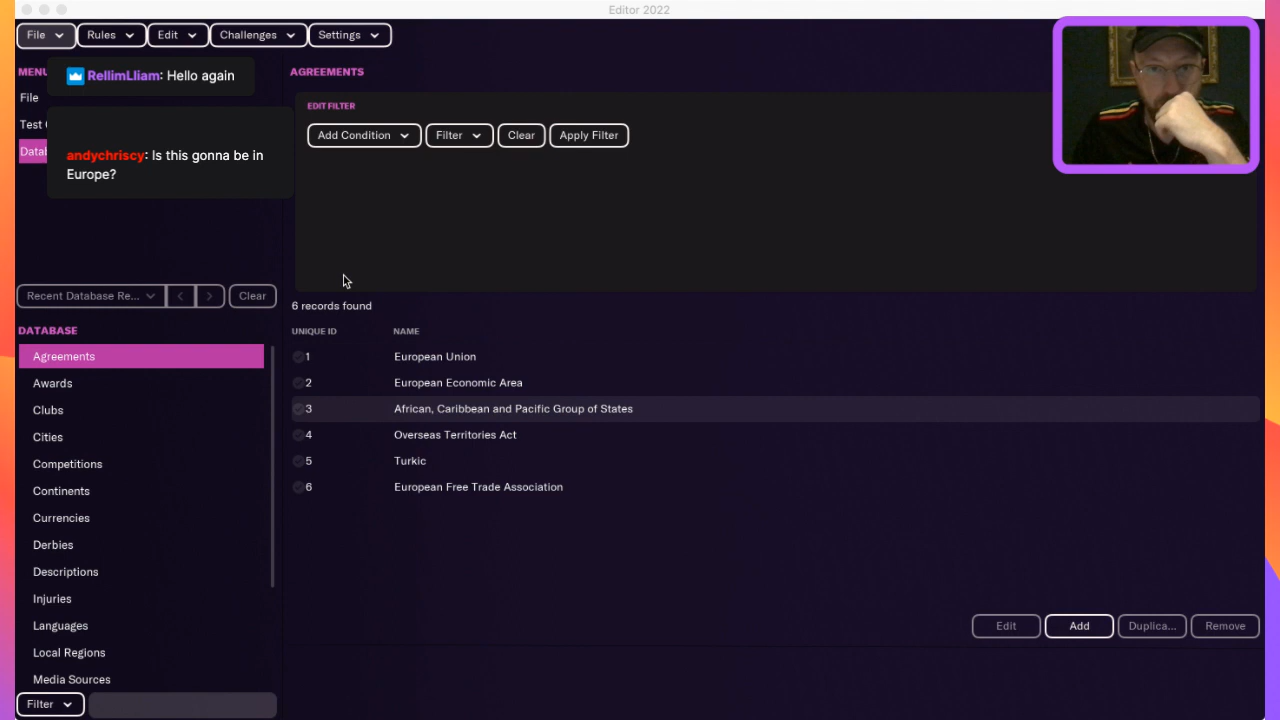 Editor 2022
File
Rules
Edit
Challenges
Settings
MENU
RellimLliam: Hello again
File
Test
andychriscy: Is this gonna be in
Europe?
AGREEMENTS
EDIT FILTER
Add Condition
Filter
Clear
Apply Filter
Recent Database Re...
Clear
6 records found
DATABASE
UNIQUE ID NAME
Agreements
Awards
Clubs
Cities
Competitions
Continents
Currencies
Derbies
Descriptions
Injuries
Languages
Local Regions
Media Sources
1 European Union
2 European Economic Area
3 African, Caribbean and Pacific Group of States
4 Overseas Territories Act
5 Turkic
6 European Free Trade Association
Edit
Add
Duplica...
Remove
Filter